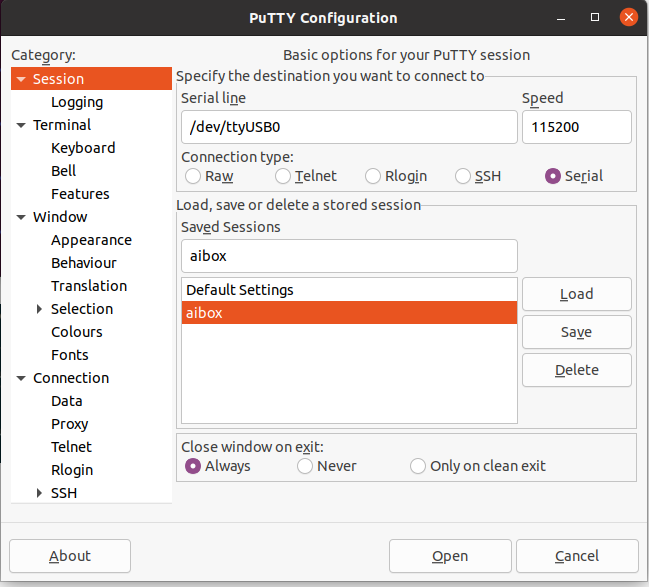 PuTTY Configuration
Category:
Session
Logging
Terminal
Keyboard
Bell
Features
Window
Appearance
Behaviour
Translation
Selection
Colours
Fonts
Connection
Data
Proxy
Telnet
Rlogin
SSH
Basic options for your PuTTY session
Specify the destination you want to connect to
Serial line Speed
/dev/ttyUSB0 115200
Connection type:
Raw Telnet Rlogin SSH Serial
Load, save or delete a stored session
Saved Sessions
aibox
Default Settings
aibox
Load
Save
Delete
Close window on exit:
Always Never Only on clean exit
About Open Cancel